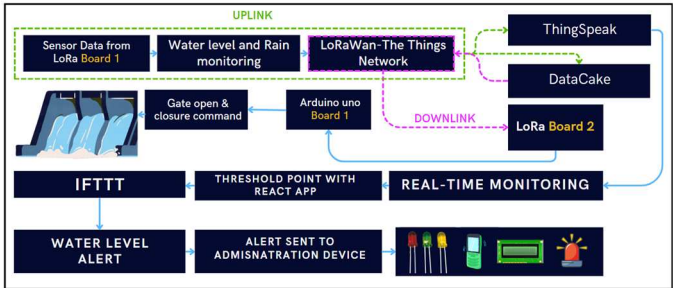 UPLINK
Sensor Data from
LoRa Board 1
Water level and Rain
monitoring
LoRaWan-The Things
Network
ThingSpeak
DataCake
Gate open &
closure command
Arduino uno
Board 1
DOWNLINK
LoRa Board 2
IFTTT
THRESHOLD POINT WITH
REACT APP
REAL-TIME MONITORING
WATER LEVEL
ALERT
ALERT SENT TO
ADMISNATRATION DEVICE